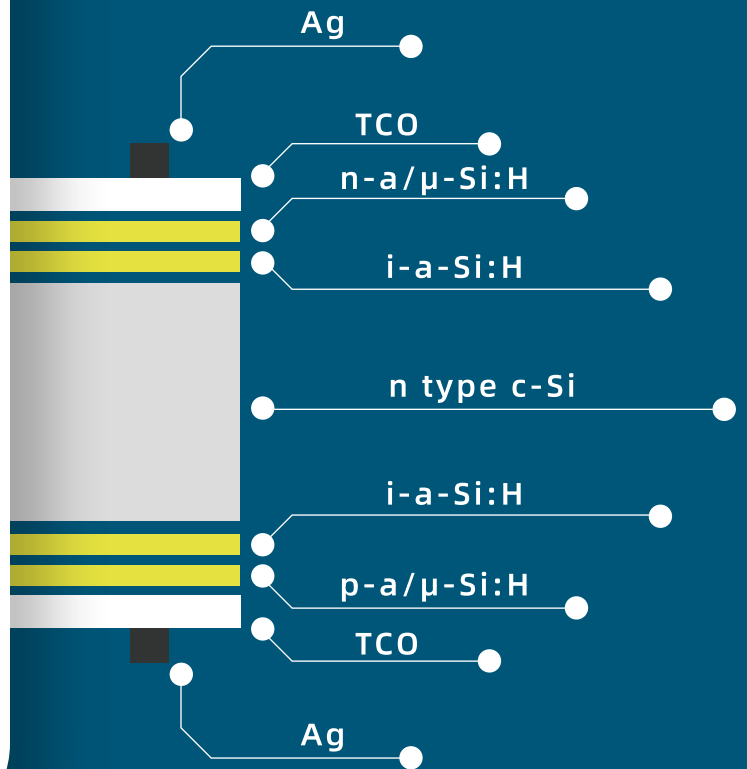 Ag
TCO
n-a/μ-Si:H
i-a-Si:H
n type c-Si
i-a-Si:H
p-a/μ-Si:H
TCO
Ag